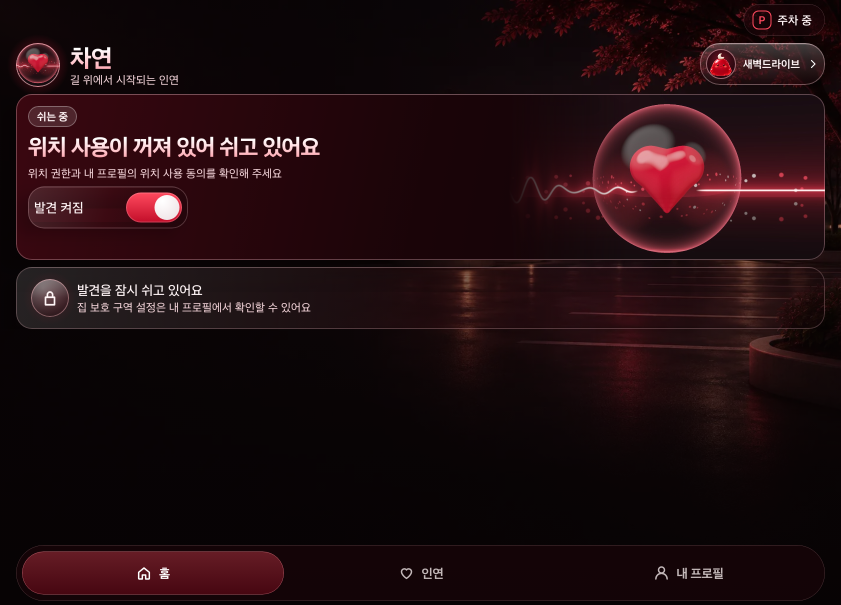 P 주차 중
차연
길 위에서 시작되는 인연
새벽드라이브
쉬는 중
위치 사용이 꺼져 있어 쉬고 있어요
위치 권한과 내 프로필의 위치 사용 동의를 확인해 주세요
발견 켜짐
발견을 잠시 쉬고 있어요
집 보호 구역 설정은 내 프로필에서 확인할 수 있어요
홈
인연
내 프로필